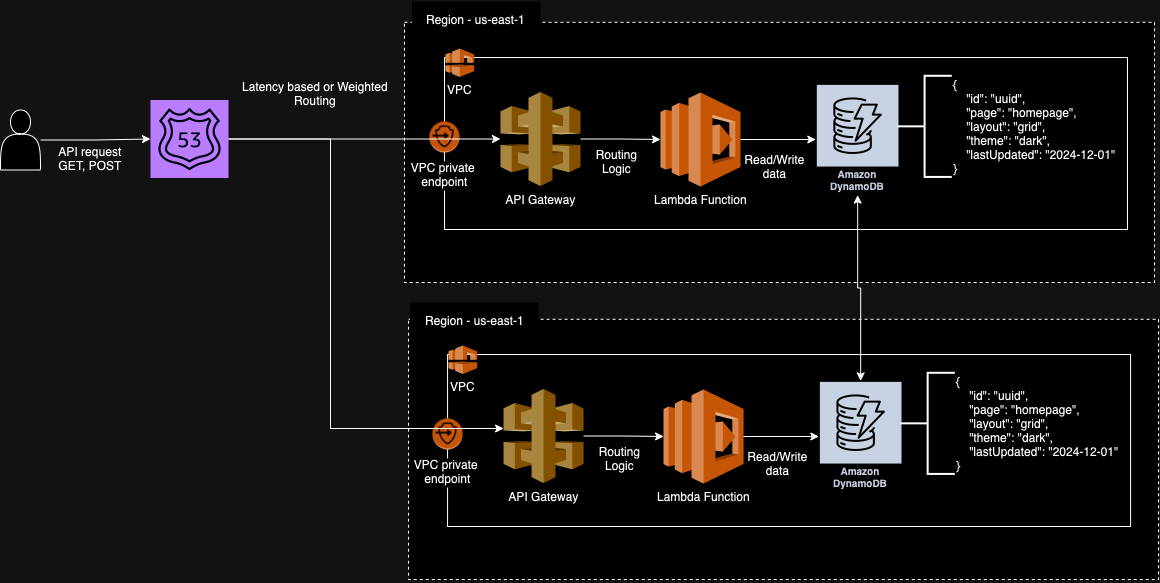 Region - us-east-1
VPC
Latency based or Weighted
Routing
53
API request
GET, POST
VPC private
endpoint
API Gateway
Routing
Logic
Lambda Function
Read/Write
data
Amazon
DynamoDB
{
"id": "uuid",
"page": "homepage",
"layout": "grid",
"theme": "dark",
"lastUpdated": "2024-12-01"
}
Region - us-east-1
VPC
VPC private
endpoint
API Gateway
Routing
Logic
Lambda Function
Read/Write
data
Amazon
DynamoDB
{
"id": "uuid",
"page": "homepage",
"layout": "grid",
"theme": "dark",
"lastUpdated": "2024-12-01"
}